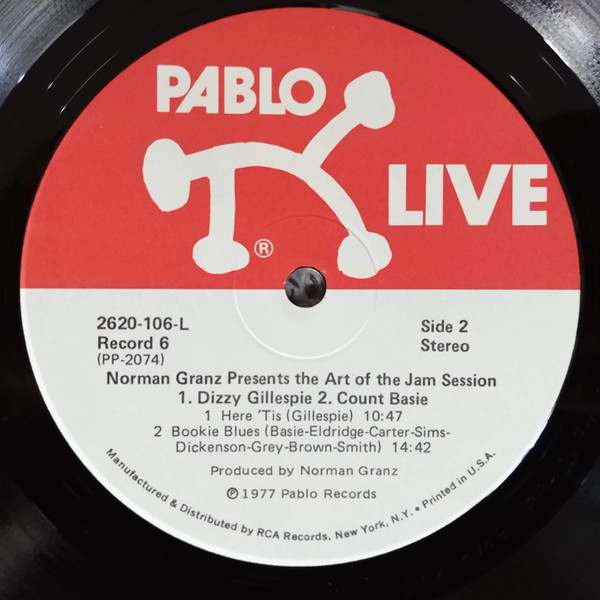 PABLO
LIVE
®
2620-106-L
Record 6
(PP-2074)
Side 2
Stereo
Norman Granz Presents the Art of the Jam Session
1. Dizzy Gillespie 2. Count Basie
1 Here 'Tis (Gillespie) 10:47
2 Bookie Blues (Basie-Eldridge-Carter-Sims-
Dickenson-Grey-Brown-Smith) 14:42
Produced by Norman Granz
℗ 1977 Pablo Records
Manufactured & Distributed by RCA Records, New York, N.Y. • Printed in U.S.A.